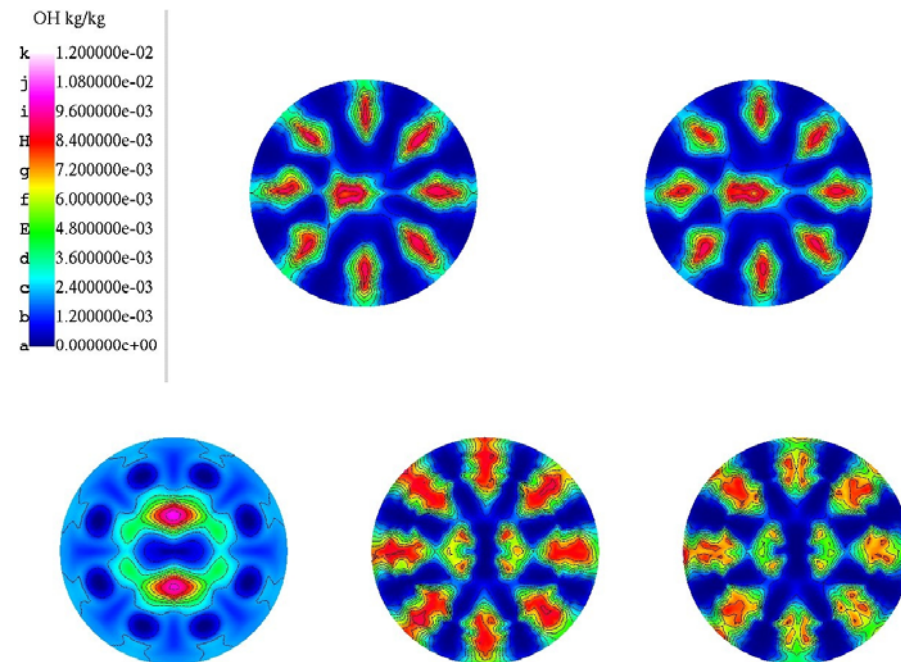 OH kg/kg
k 1.200000e-02
j 1.080000e-02
i 9.600000e-03
H 8.400000e-03
g 7.200000e-03
f 6.000000e-03
E 4.800000e-03
d 3.600000e-03
c 2.400000e-03
b 1.200000e-03
a 0.000000c+00